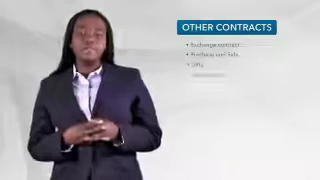 OTHER CONTRACTS
• Exchange contract
• Purchase and Sale
• Gifts